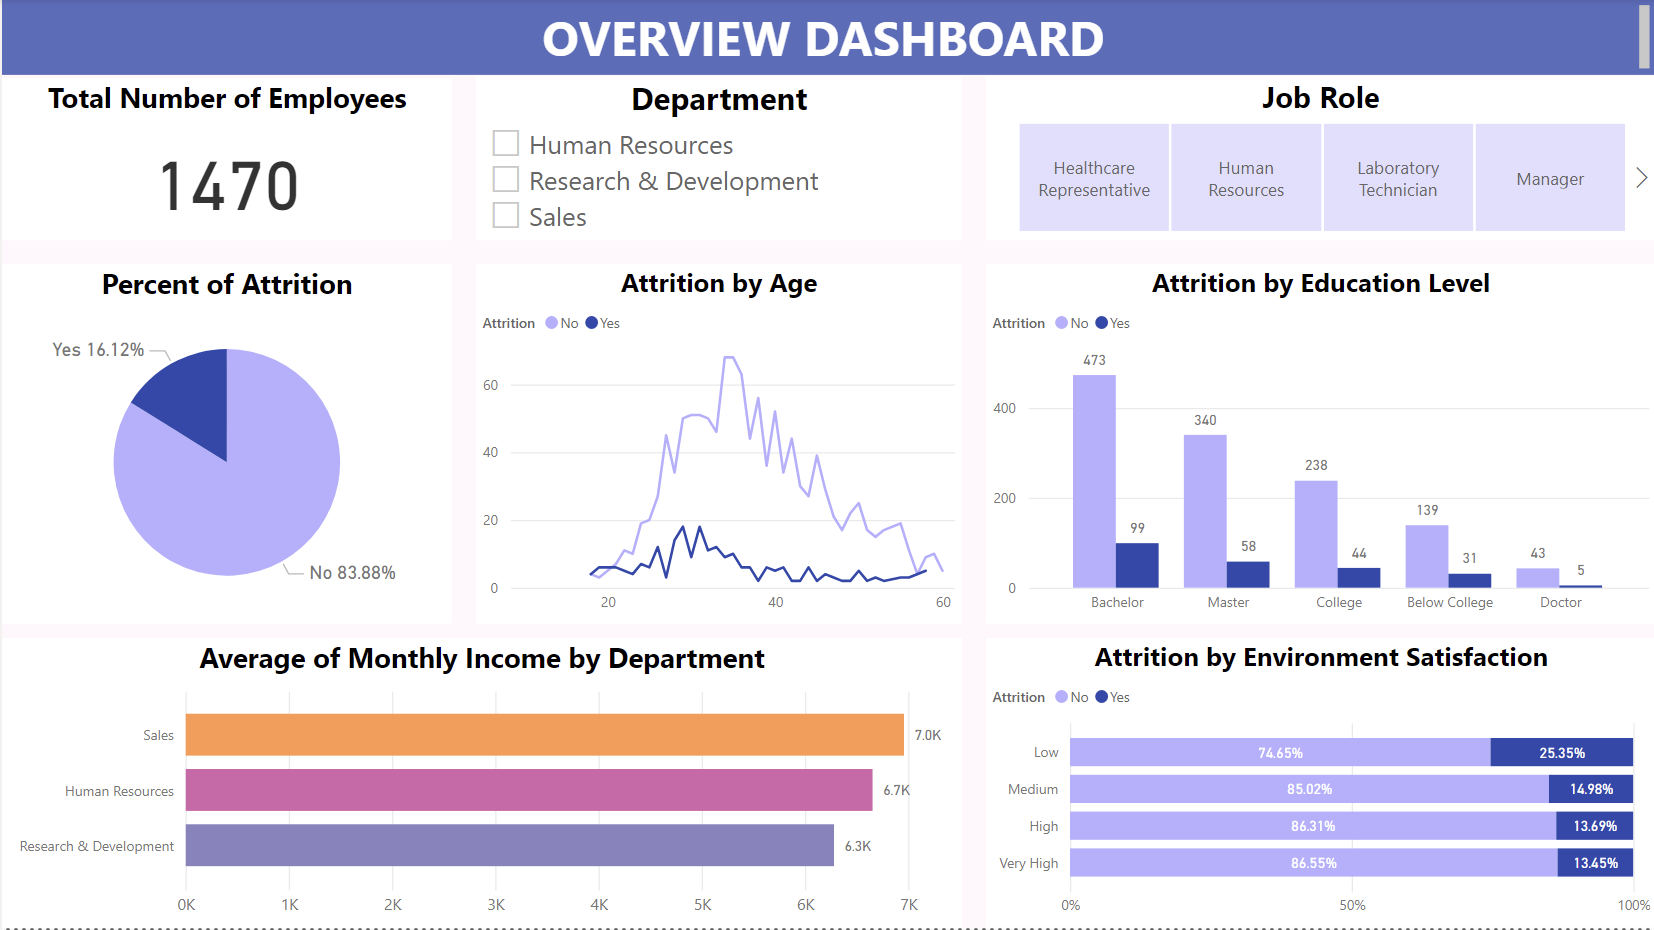 OVERVIEW DASHBOARD
Total Number of Employees
1470
Department
Human Resources
Research & Development
Sales
Job Role
Healthcare
Representative
Human
Resources
Laboratory
Technician
Manager
Percent of Attrition
Yes 16.12%
No 83.88%
Attrition by Age
Attrition No Yes
60
40
20
0
20 40 60
Attrition by Education Level
Attrition No Yes
400
200
0
473
99
340
58
238
44
139
31
43
5
Bachelor Master College Below College Doctor
Average of Monthly Income by Department
Sales 7.0K
Human Resources 6.7K
Research & Development 6.3K
0K 1K 2K 3K 4K 5K 6K 7K
Attrition by Environment Satisfaction
Attrition No Yes
Low 74.65% 25.35%
Medium 85.02% 14.98%
High 86.31% 13.69%
Very High 86.55% 13.45%
0% 50% 100%